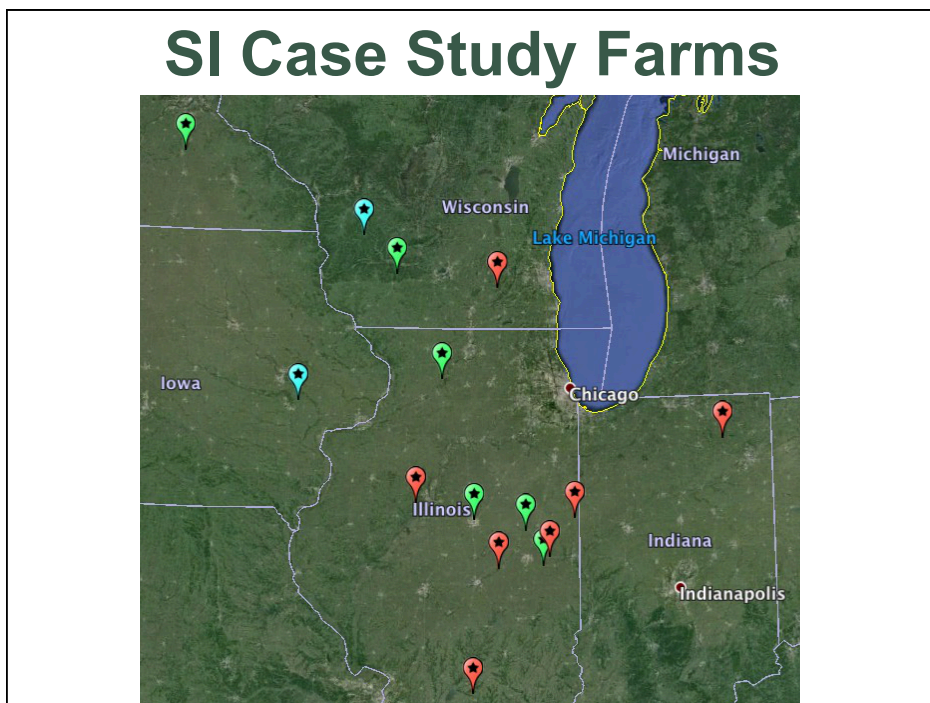 SI Case Study Farms
Michigan
Wisconsin
Lake Michigan
Iowa
Chicago
Illinois
Indiana
Indianapolis